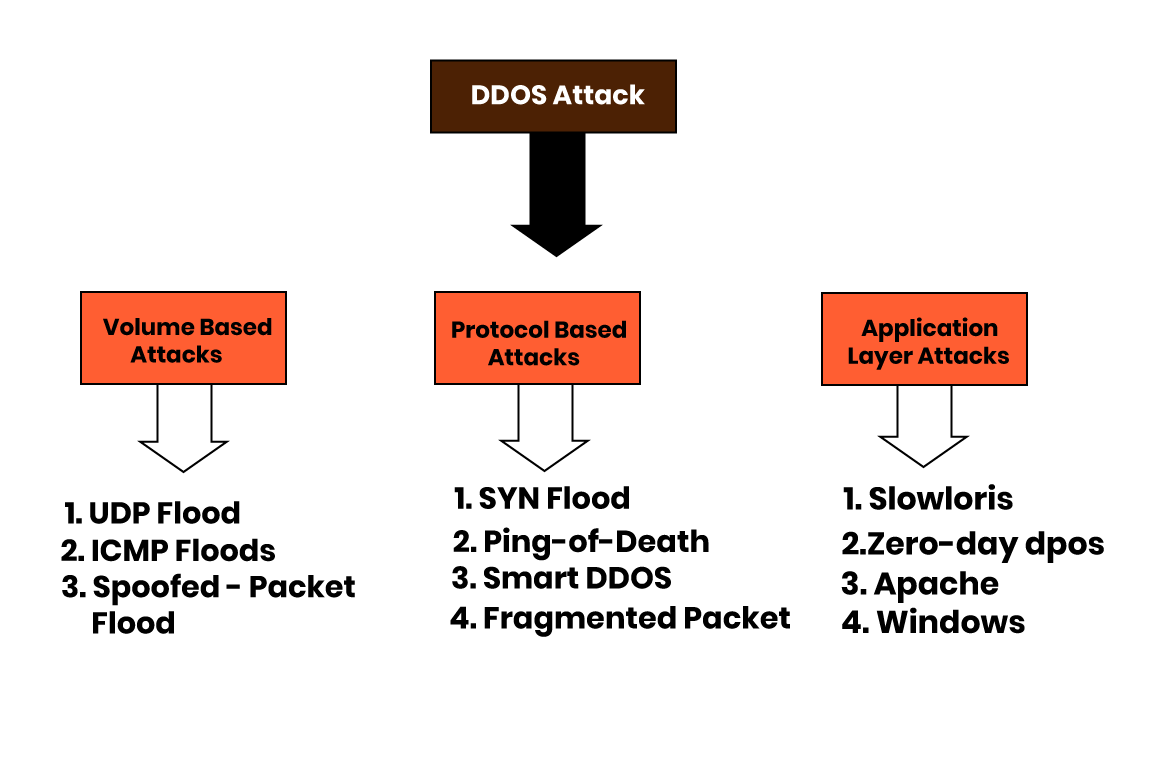 DDOS Attack
Volume Based
Attacks
1. UDP Flood
2. ICMP Floods
3. Spoofed - Packet
Flood
Protocol Based
Attacks
1. SYN Flood
2. Ping-of-Death
3. Smart DDOS
4. Fragmented Packet
Application
Layer Attacks
1. Slowloris
2.Zero-day dpos
3. Apache
4. Windows